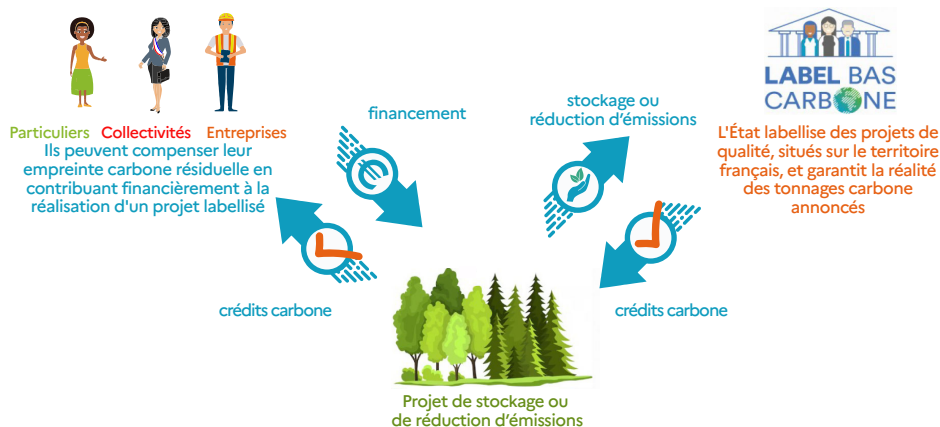 Particuliers Collectivités Entreprises
Ils peuvent compenser leur
empreinte carbone résiduelle en
contribuant financièrement à la
réalisation d'un projet labellisé
financement
stockage ou
réduction d'émissions
LABEL BAS
CARBONE
L'État labellise des projets de
qualité, situés sur le territoire
français, et garantit la réalité
des tonnages carbone
annoncés
crédits carbone
crédits carbone
Projet de stockage ou
de réduction d'émissions